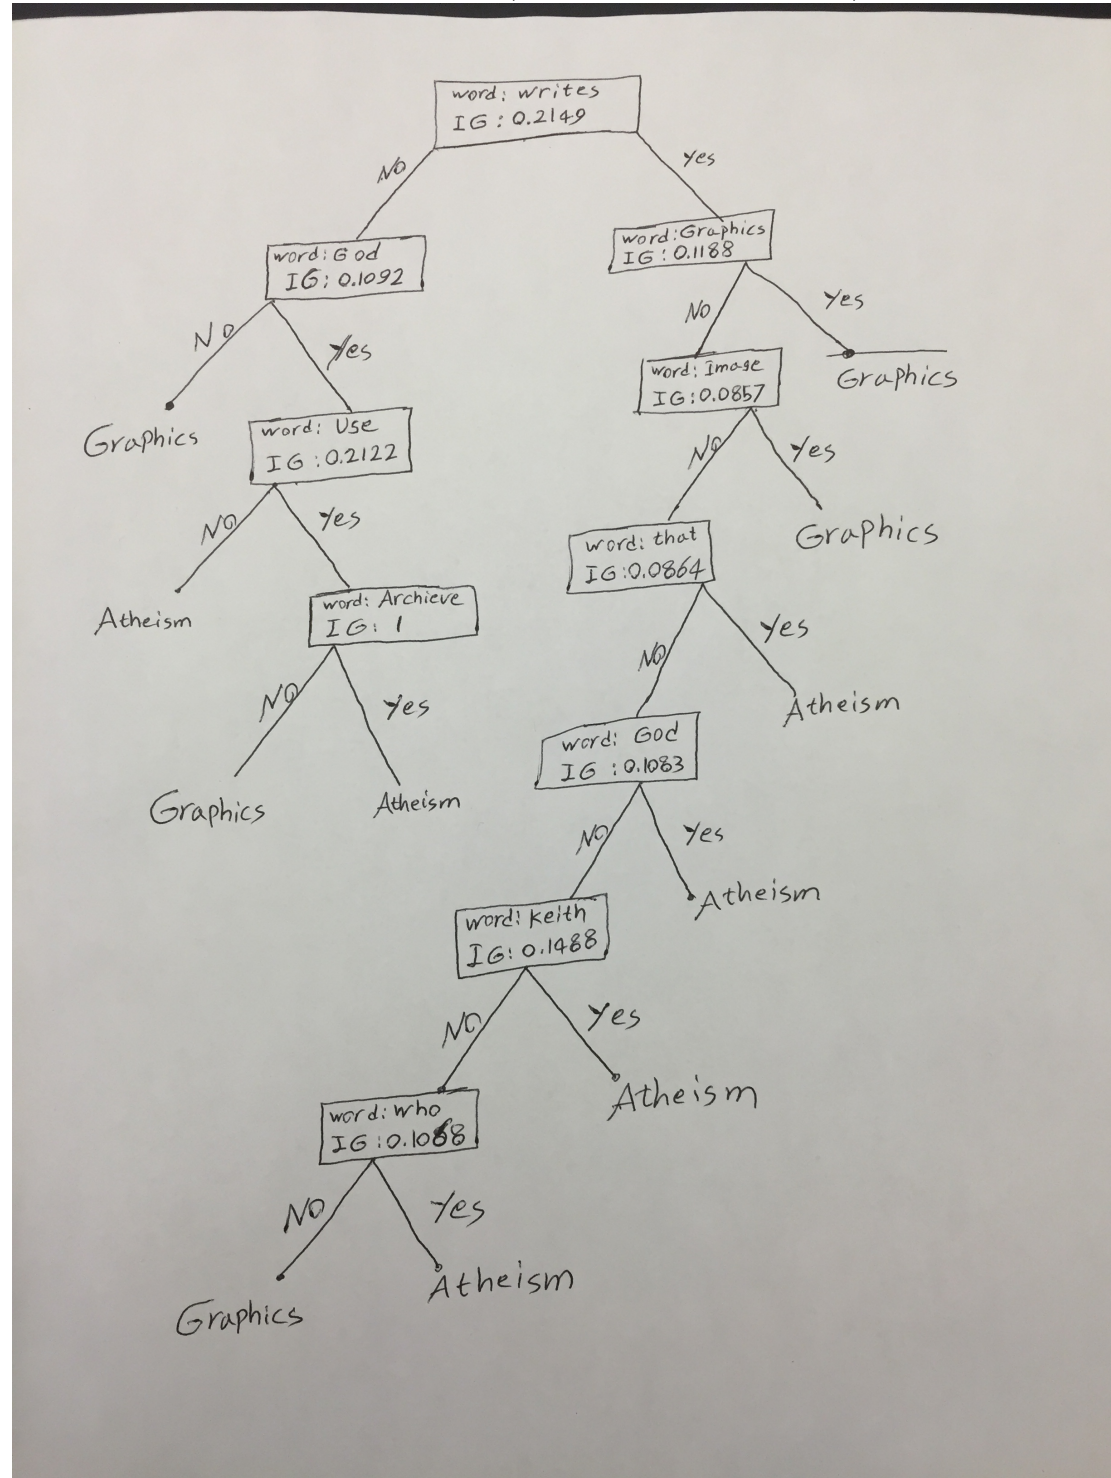 word: writes
IG: 0.2149
NO
Yes
word: God
IG: 0.1092
word: Graphics
IG: 0.1188
NO
Yes
NO
Yes
Graphics
word: Use
IG: 0.2122
word: Image
IG: 0.0857
Graphics
NO
Yes
NO
Yes
Atheism
word: Archieve
IG: 1
word: that
IG: 0.0864
Graphics
NO
Yes
NO
Yes
Graphics
Atheism
word: God
IG: 0.1083
Atheism
NO
Yes
word: Keith
IG: 0.1488
Atheism
NO
Yes
word: who
IG: 0.1068
Atheism
NO
Yes
Graphics
Atheism